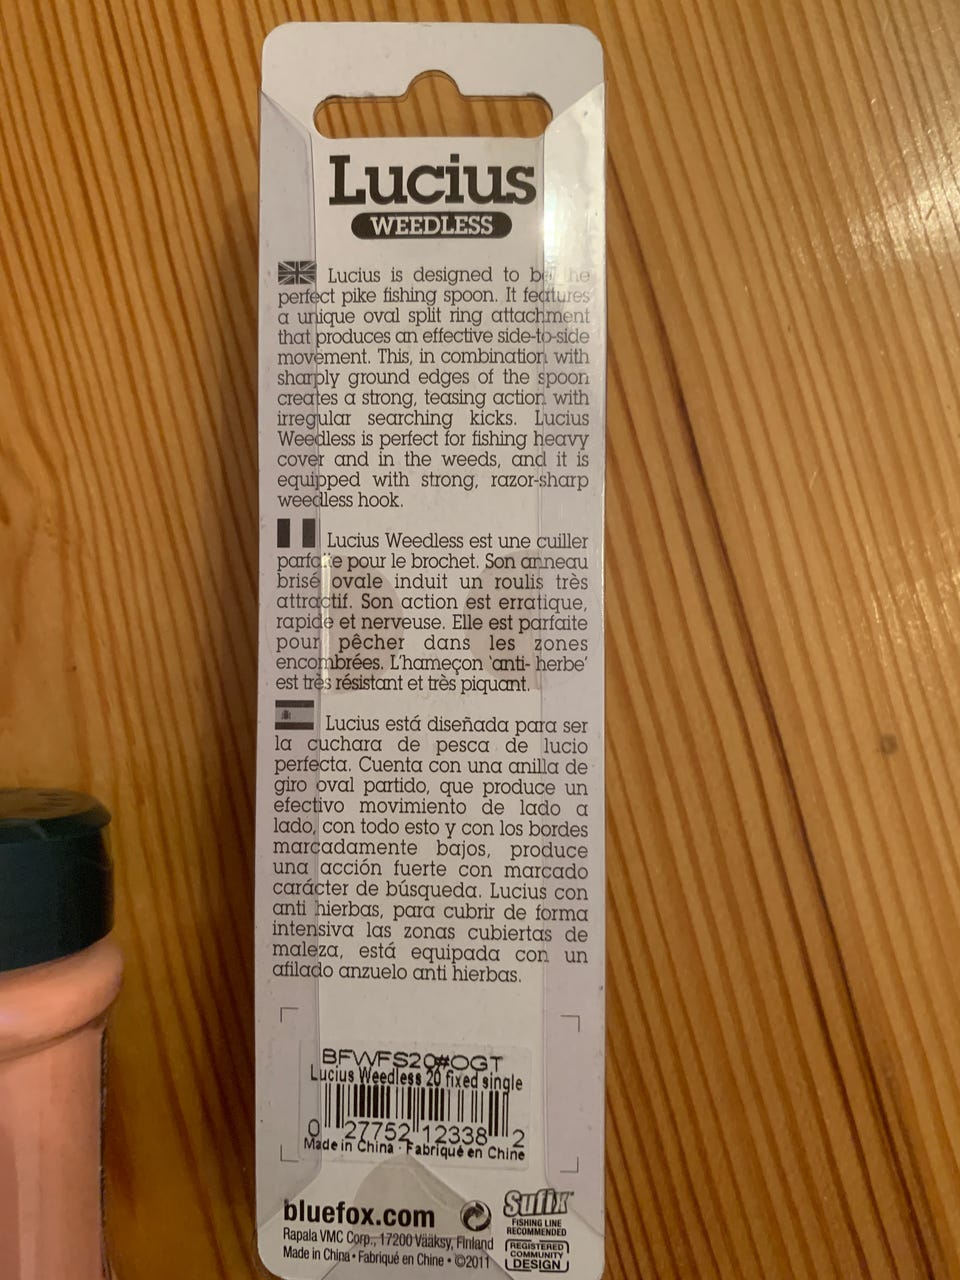 Lucius
WEEDLESS
Lucius is designed to be the
perfect pike fishing spoon. It features
a unique oval split ring attachment
that produces an effective side-to-side
movement. This, in combination with
sharply ground edges of the spoon
creates a strong, teasing action with
irregular searching kicks. Lucius
Weedless is perfect for fishing heavy
cover and in the weeds, and it is
equipped with strong, razor-sharp
weedless hook.
Lucius Weedless est une cuiller
parfaite pour le brochet. Son anneau
brisé ovale induit un roulis très
attractif. Son action est erratique,
rapide et nerveuse. Elle est parfaite
pour pêcher dans les zones
encombrées. L'hameçon 'anti- herbe'
est très résistant et très piquant.
Lucius está diseñada para ser
la cuchara de pesca de lucio
perfecta. Cuenta con una anilla de
giro oval partido, que produce un
efectivo movimiento de lado a
lado, con todo esto y con los bordes
marcadamente bajos, produce
una acción fuerte con marcado
carácter de búsqueda. Lucius con
anti hierbas, para cubrir de forma
intensiva las zonas cubiertas de
maleza, está equipada con un
afilado anzuelo anti hierbas.
BFWFS20#OGT
Lucius Weedless 20 fixed single
0 27752 12338 2
Made in China · Fabriqué en Chine
bluefox.com
Rapala VMC Corp., 17200 Vääksy, Finland
Made in China • Fabriqué en Chine • ©2011
Sufix
FISHING LINE
RECOMMENDED
REGISTERED
COMMUNITY
DESIGN